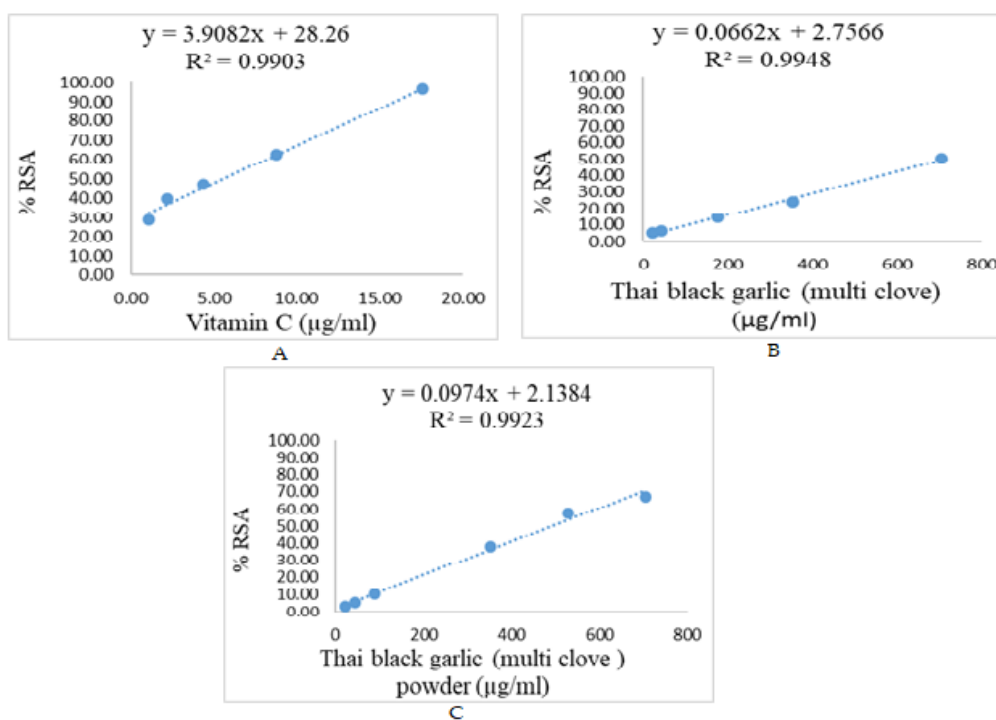 y = 3.9082x + 28.26
R² = 0.9903
100.00
90.00
80.00
70.00
60.00
50.00
40.00
30.00
20.00
10.00
0.00
% RSA
0.00 5.00 10.00 15.00 20.00
Vitamin C (µg/ml)
A
y = 0.0662x + 2.7566
R² = 0.9948
100.00
90.00
80.00
70.00
60.00
50.00
40.00
30.00
20.00
10.00
0.00
% RSA
0 200 400 600 800
Thai black garlic (multi clove)
(µg/ml)
B
y = 0.0974x + 2.1384
R² = 0.9923
100.00
90.00
80.00
70.00
60.00
50.00
40.00
30.00
20.00
10.00
0.00
% RSA
0 200 400 600 800
Thai black garlic (multi clove )
powder (µg/ml)
C